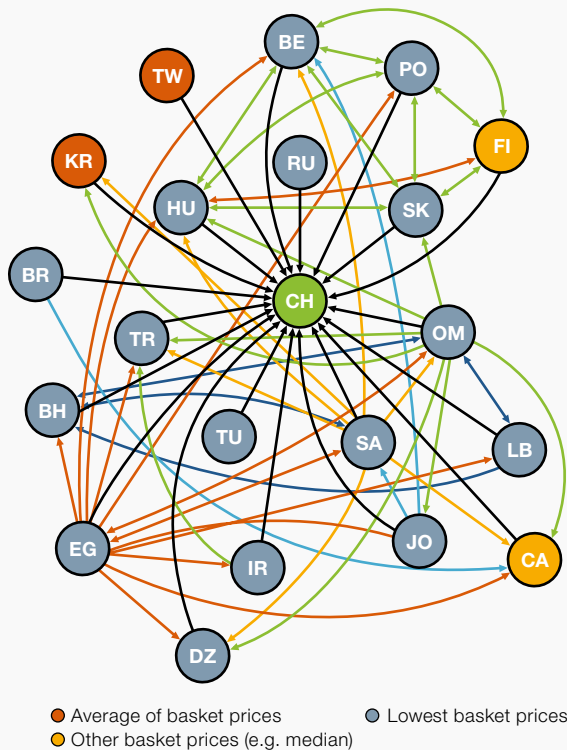 BE
TW
PO
KR
RU
FI
HU
SK
BR
CH
TR
OM
BH
TU
SA
LB
EG
IR
JO
CA
DZ
Average of basket prices
Lowest basket prices
Other basket prices (e.g. median)